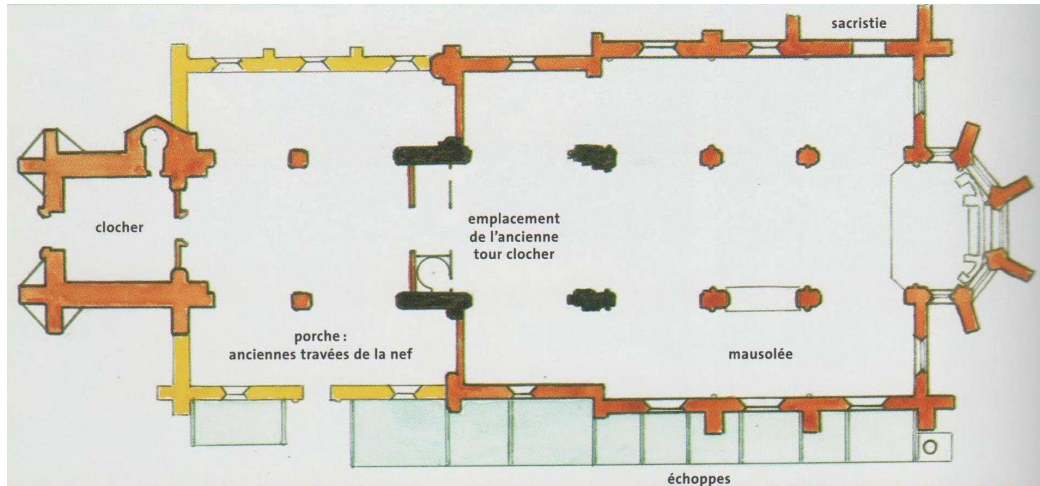 sacristie
clocher
emplacement
de l'ancienne
tour clocher
porche :
anciennes travées de la nef
mausolée
échoppes